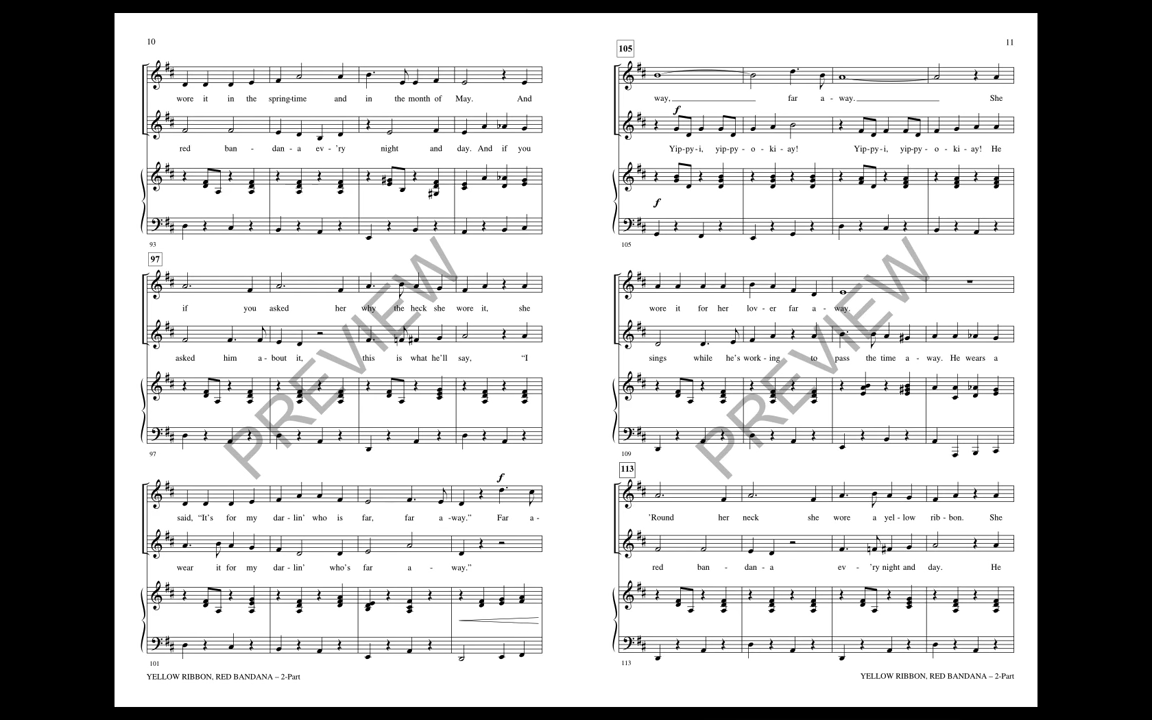 10
wore it in the spring-time and in the month of May. And
red ban - dan - a ev - 'ry night and day. And if you
93
97
if you asked her why the heck she wore it, she
asked him a - bout it, this is what he'll say, "I
97
f
said, "It's for my dar - lin' who is far, far a - way." Far a -
wear it for my dar - lin' who's far a - way."
101
YELLOW RIBBON, RED BANDANA – 2-Part
11
105
way, far a - way. She
f
Yip - py - i, yip - py - o - ki - ay! Yip - py - i, yip - py - o - ki - ay! He
f
105
wore it for her lov - er far a - way.
sings while he's work - ing to pass the time a - way. He wears a
109
113
'Round her neck she wore a yel - low rib - bon. She
red ban - dan - a ev - 'ry night and day. He
113
YELLOW RIBBON, RED BANDANA – 2-Part
PREVIEW
PREVIEW